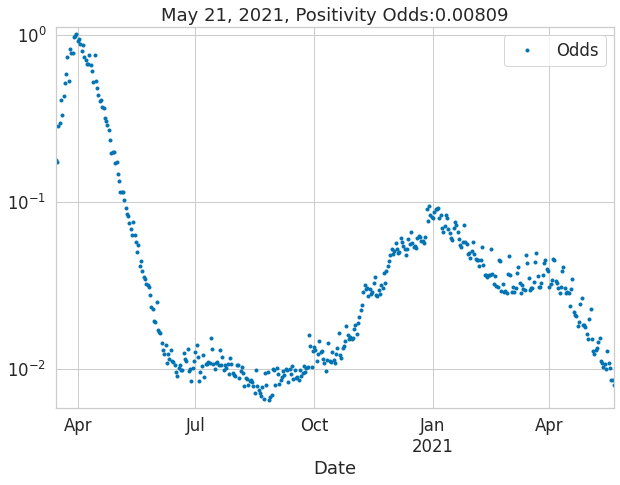 May 21, 2021, Positivity Odds:0.00809
Odds
10⁰
10⁻¹
10⁻²
Apr Jul Oct Jan Apr
2021
Date